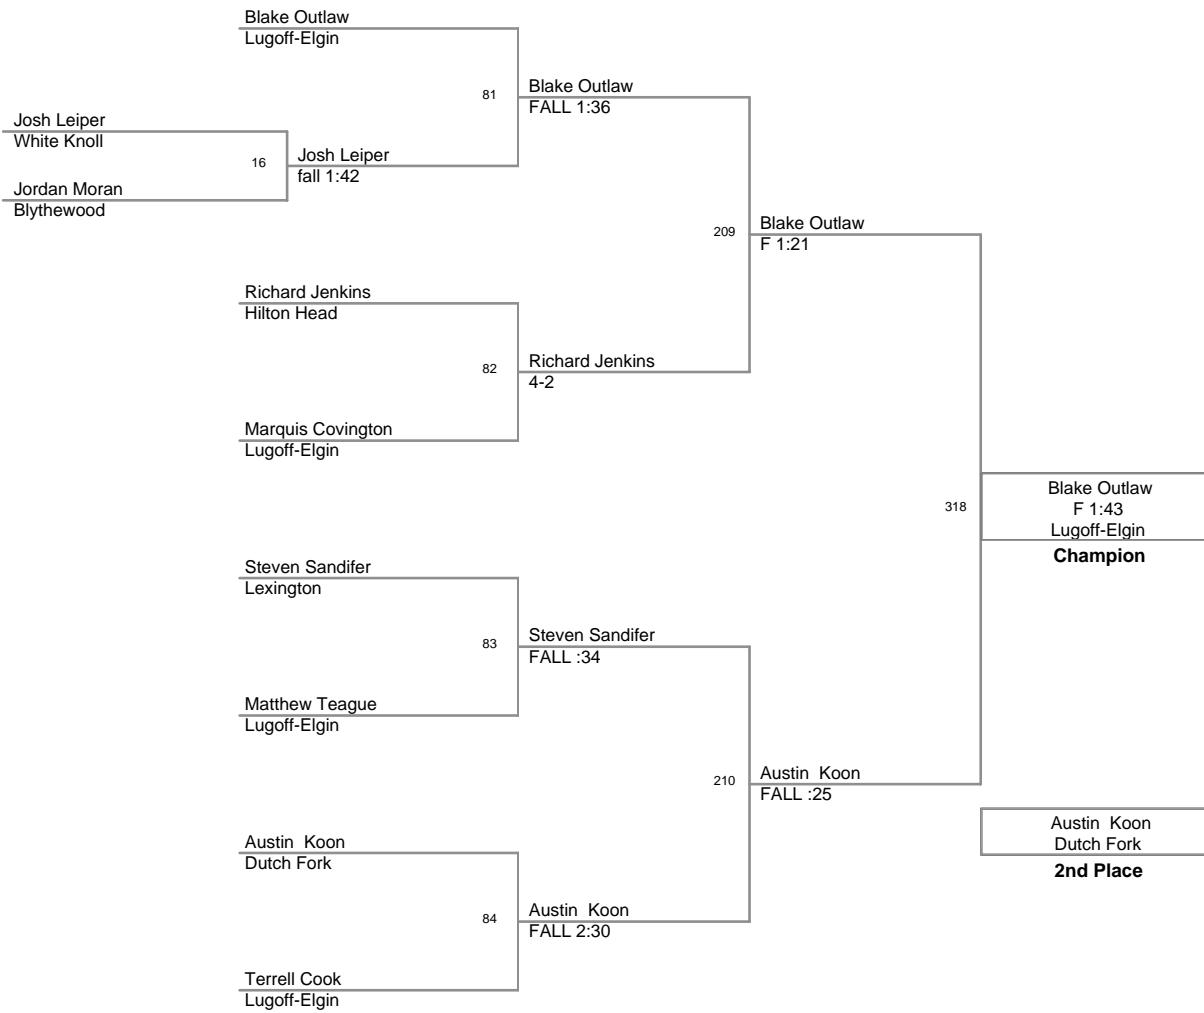 Blake Outlaw
Lugoff-Elgin
81
Blake Outlaw
FALL 1:36
Josh Leiper
White Knoll
16
Josh Leiper
fall 1:42
Jordan Moran
Blythewood
209
Blake Outlaw
F 1:21
Richard Jenkins
Hilton Head
82
Richard Jenkins
4-2
Marquis Covington
Lugoff-Elgin
318
Blake Outlaw
F 1:43
Lugoff-Elgin
Champion
Steven Sandifer
Lexington
83
Steven Sandifer
FALL :34
Matthew Teague
Lugoff-Elgin
210
Austin  Koon
FALL :25
Austin  Koon
Dutch Fork
2nd Place
Austin  Koon
Dutch Fork
84
Austin  Koon
FALL 2:30
Terrell Cook
Lugoff-Elgin